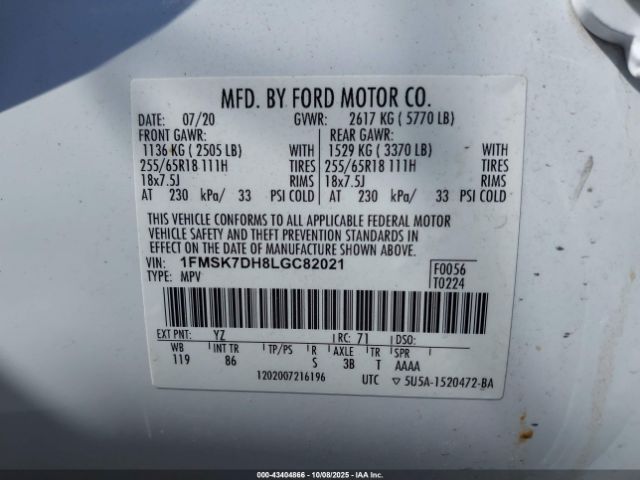 MFD. BY FORD MOTOR CO.
DATE: 07/20 GVWR: 2617 KG ( 5770 LB)
FRONT GAWR: REAR GAWR:
1136 KG ( 2505 LB) WITH 1529 KG ( 3370 LB) WITH
255/65R18 111H TIRES 255/65R18 111H TIRES
18x7.5J RIMS 18x7.5J RIMS
AT 230 kPa/ 33 PSI COLD AT 230 kPa/ 33 PSI COLD
THIS VEHICLE CONFORMS TO ALL APPLICABLE FEDERAL MOTOR
VEHICLE SAFETY AND THEFT PREVENTION STANDARDS IN
EFFECT ON THE DATE OF MANUFACTURE SHOWN ABOVE.
VIN: 1FMSK7DH8LGC82021 F0056
TYPE: MPV T0224
EXT PNT: YZ RC: 71 DSO:
WB INT TR TP/PS R AXLE TR SPR
119 86 S 3B T AAAA
1202007216196 UTC ▽ 5U5A-1520472-BA
000-43404866 - 10/08/2025 - IAA Inc.